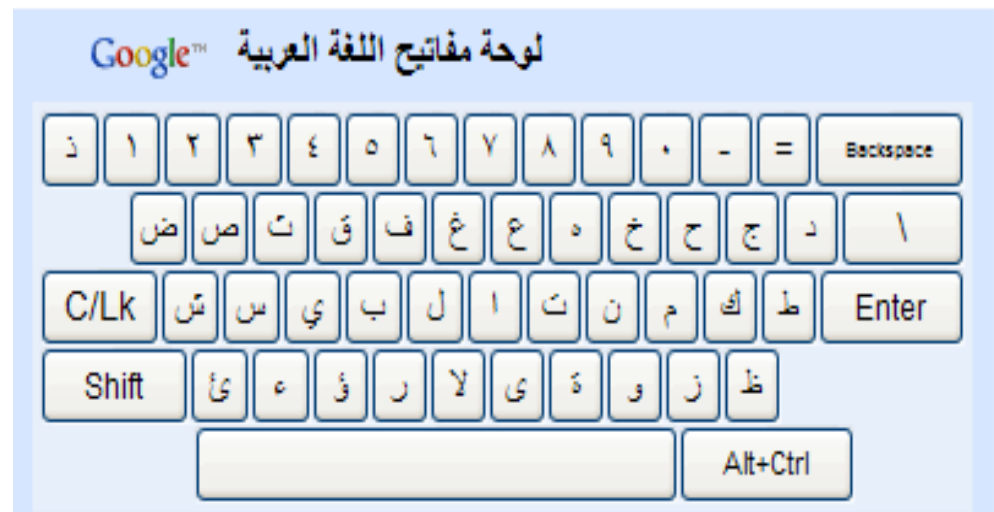 لوحة مفاتيح اللغة العربية Google™
ذ ١ ٢ ٣ ٤ ٥ ٦ ٧ ٨ ٩ ٠ - = Backspace
ض ص ث ق ف غ ع ه خ ح ج د \
C/Lk ش س ي ب ل ا ت ن م ك ط Enter
Shift ئ ء ؤ ر لا ى ة و ز ظ
Alt+Ctrl